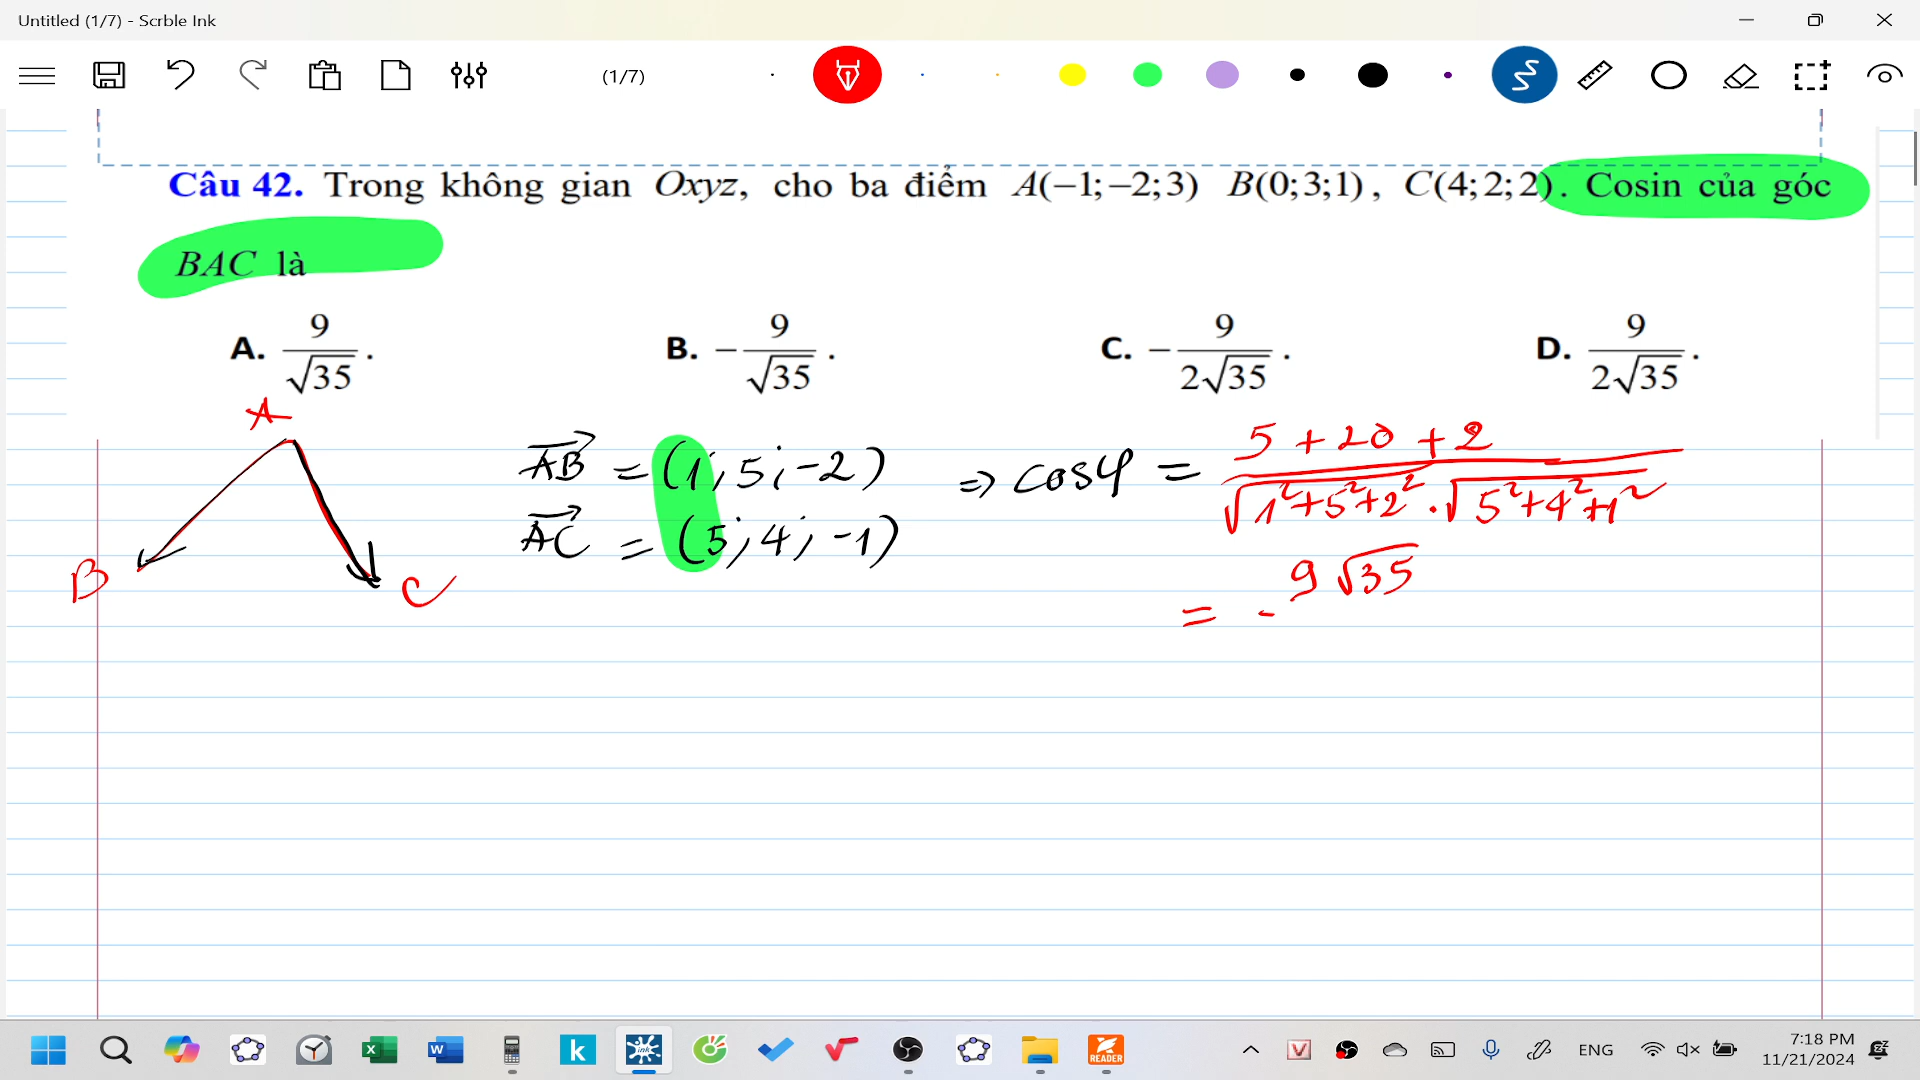 Untitled (1/7) - Scrble Ink
(1/7)
Câu 42. Trong không gian Oxyz, cho ba điểm A(−1;−2;3) B(0;3;1), C(4;2;2). Cosin của góc
BAC là
A. 9/√35. B. −9/√35. C. −9/(2√35). D. 9/(2√35).
A
B
C
AB→ = (1; 5; -2)
AC→ = (5; 4; -1)
=> cosφ = (5 + 20 + 2)/(√(1²+5²+2²) . √(5²+4²+1²))
= - 9√35
READER
ENG
7:18 PM
11/21/2024